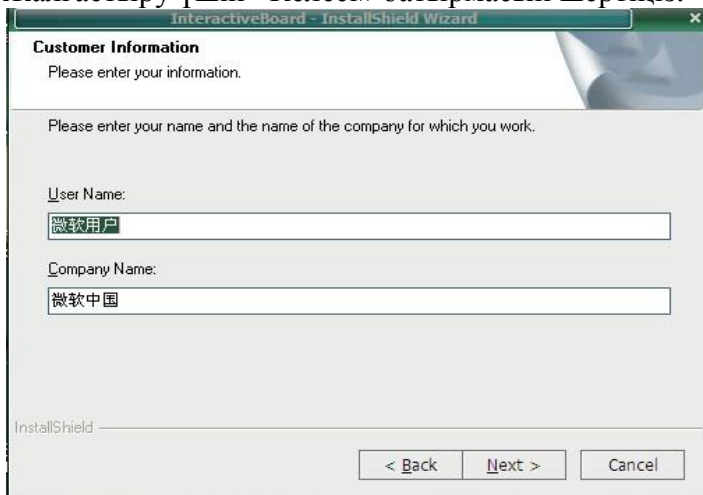 InteractiveBoard - InstallShield Wizard
Customer Information
Please enter your information.
Please enter your name and the name of the company for which you work.
User Name:
微软用户
Company Name:
微软中国
InstallShield
< Back Next > Cancel